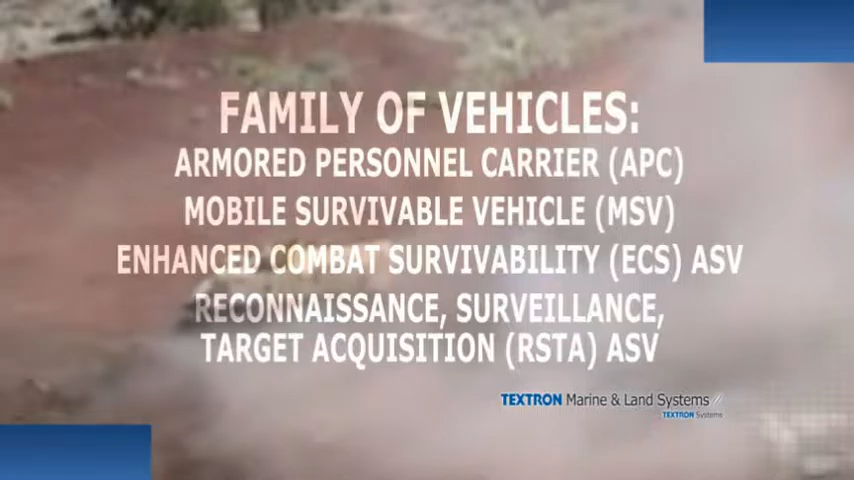 FAMILY OF VEHICLES:
ARMORED PERSONNEL CARRIER (APC)
MOBILE SURVIVABLE VEHICLE (MSV)
ENHANCED COMBAT SURVIVABILITY (ECS) ASV
RECONNAISSANCE, SURVEILLANCE,
TARGET ACQUISITION (RSTA) ASV
TEXTRON Marine & Land Systems
TEXTRON Systems